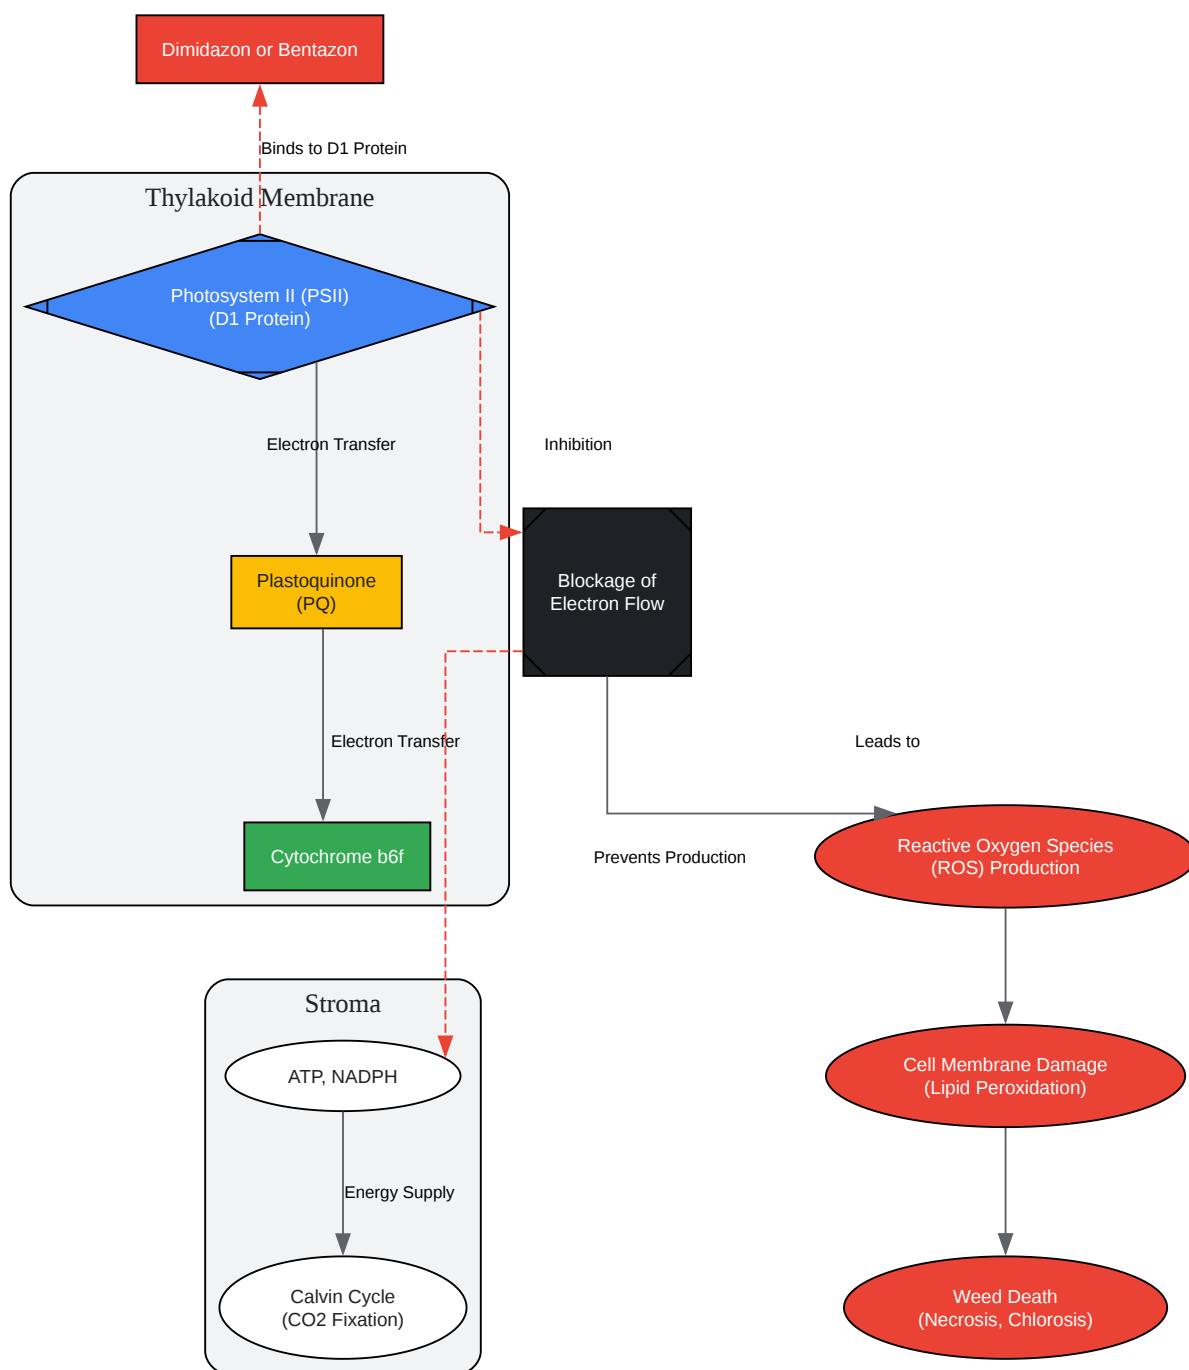 Dimidazon or Bentazon
Binds to D1 Protein
Thylakoid Membrane
Photosystem II (PSII)
(D1 Protein)
Electron Transfer
Inhibition
Plastoquinone
(PQ)
Blockage of
Electron Flow
Electron Transfer
Leads to
Cytochrome b6f
Prevents Production
Reactive Oxygen Species
(ROS) Production
Stroma
ATP, NADPH
Cell Membrane Damage
(Lipid Peroxidation)
Energy Supply
Calvin Cycle
(CO2 Fixation)
Weed Death
(Necrosis, Chlorosis)